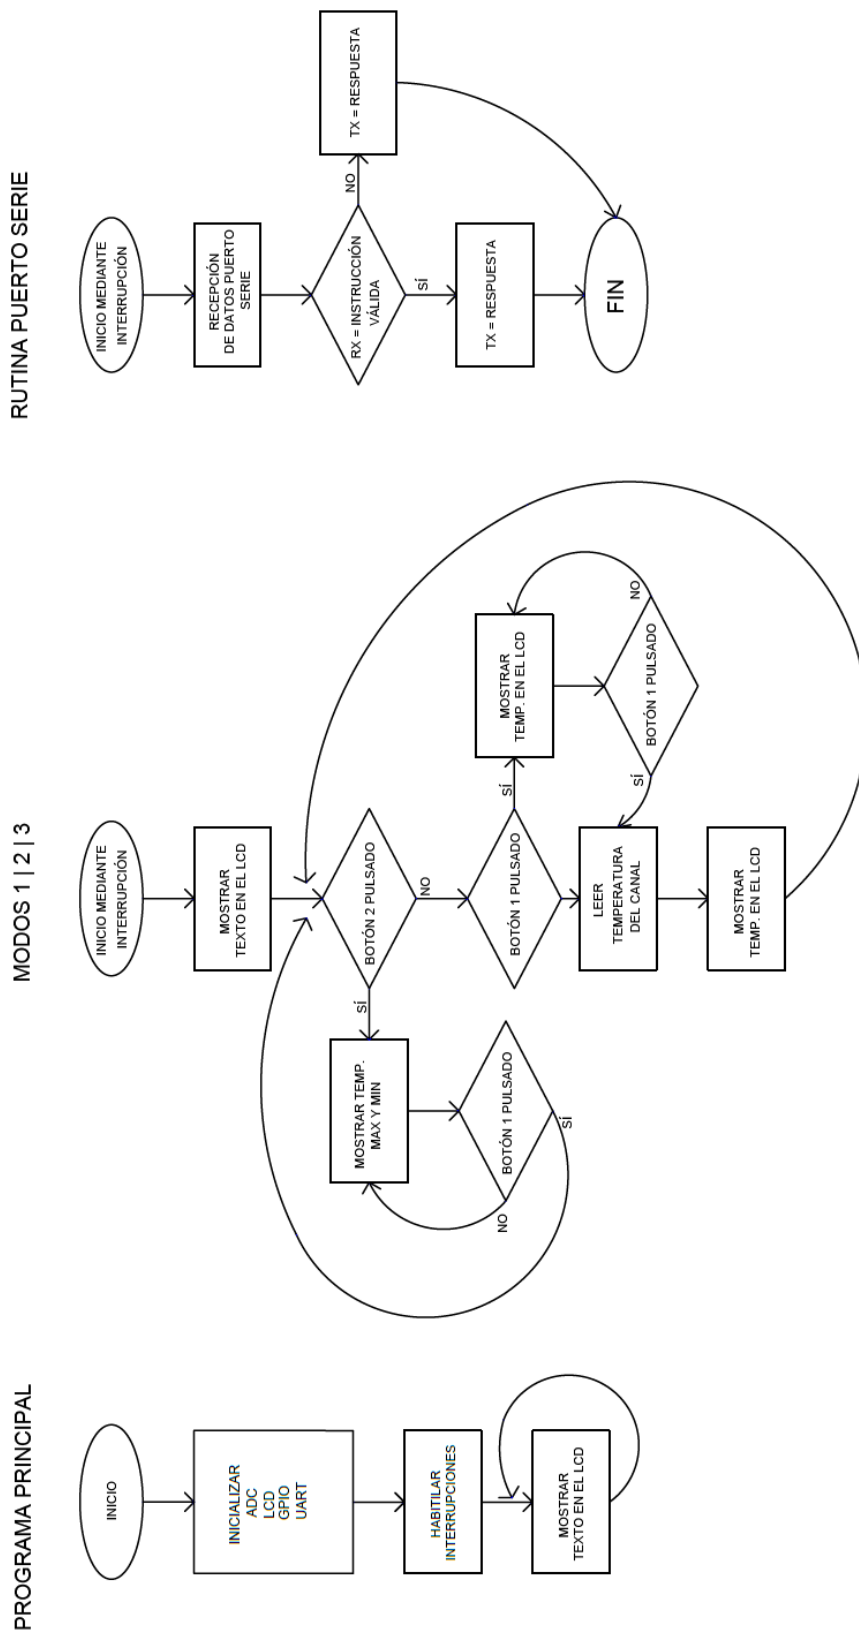 PROGRAMA PRINCIPAL
INICIO
INICIALIZAR
ADC
LCD
GPIO
UART
HABITILAR
INTERRUPCIONES
MOSTRAR
TEXTO EN EL LCD
MODOS 1 | 2 | 3
INICIO MEDIANTE
INTERRUPCIÓN
MOSTRAR
TEXTO EN EL LCD
BOTÓN 2 PULSADO
SÍ
NO
MOSTRAR TEMP.
MAX Y MIN
BOTÓN 1 PULSADO
NO
SÍ
BOTÓN 1 PULSADO
SÍ
MOSTRAR
TEMP. EN EL LCD
BOTÓN 1 PULSADO
SÍ
NO
LEER
TEMPERATURA
DEL CANAL
MOSTRAR
TEMP. EN EL LCD
RUTINA PUERTO SERIE
INICIO MEDIANTE
INTERRUPCIÓN
RECEPCIÓN
DE DATOS PUERTO
SERIE
RX = INSTRUCCIÓN
VÁLIDA
NO
SÍ
TX = RESPUESTA
TX = RESPUESTA
FIN